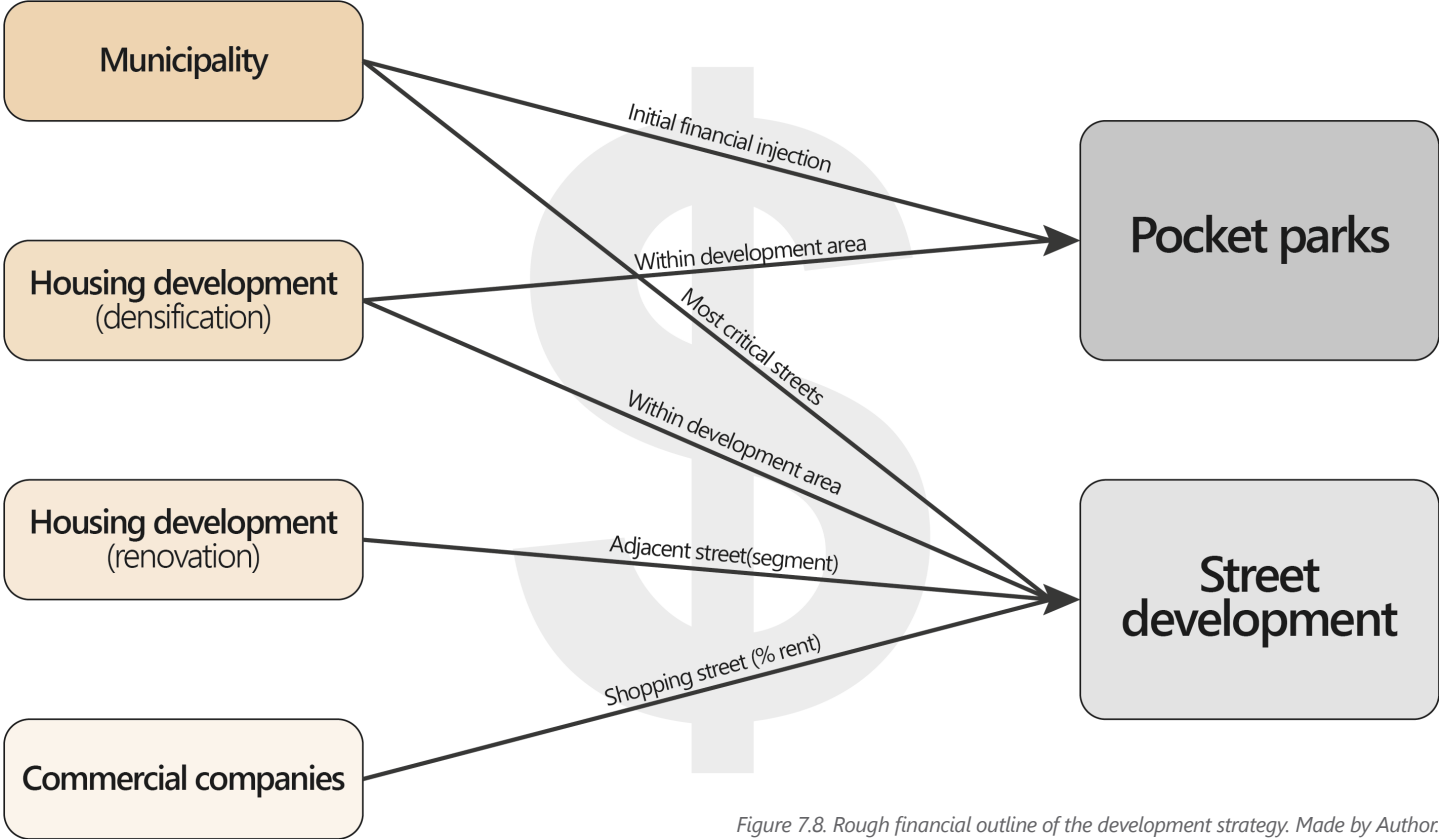 Municipality
Initial financial injection
Pocket parks
Within development area
Housing development
(densification)
Most critical streets
Within development area
Housing development
(renovation)
Adjacent street(segment)
Street
development
Shopping street (% rent)
Commercial companies
Figure 7.8. Rough financial outline of the development strategy. Made by Author.
$